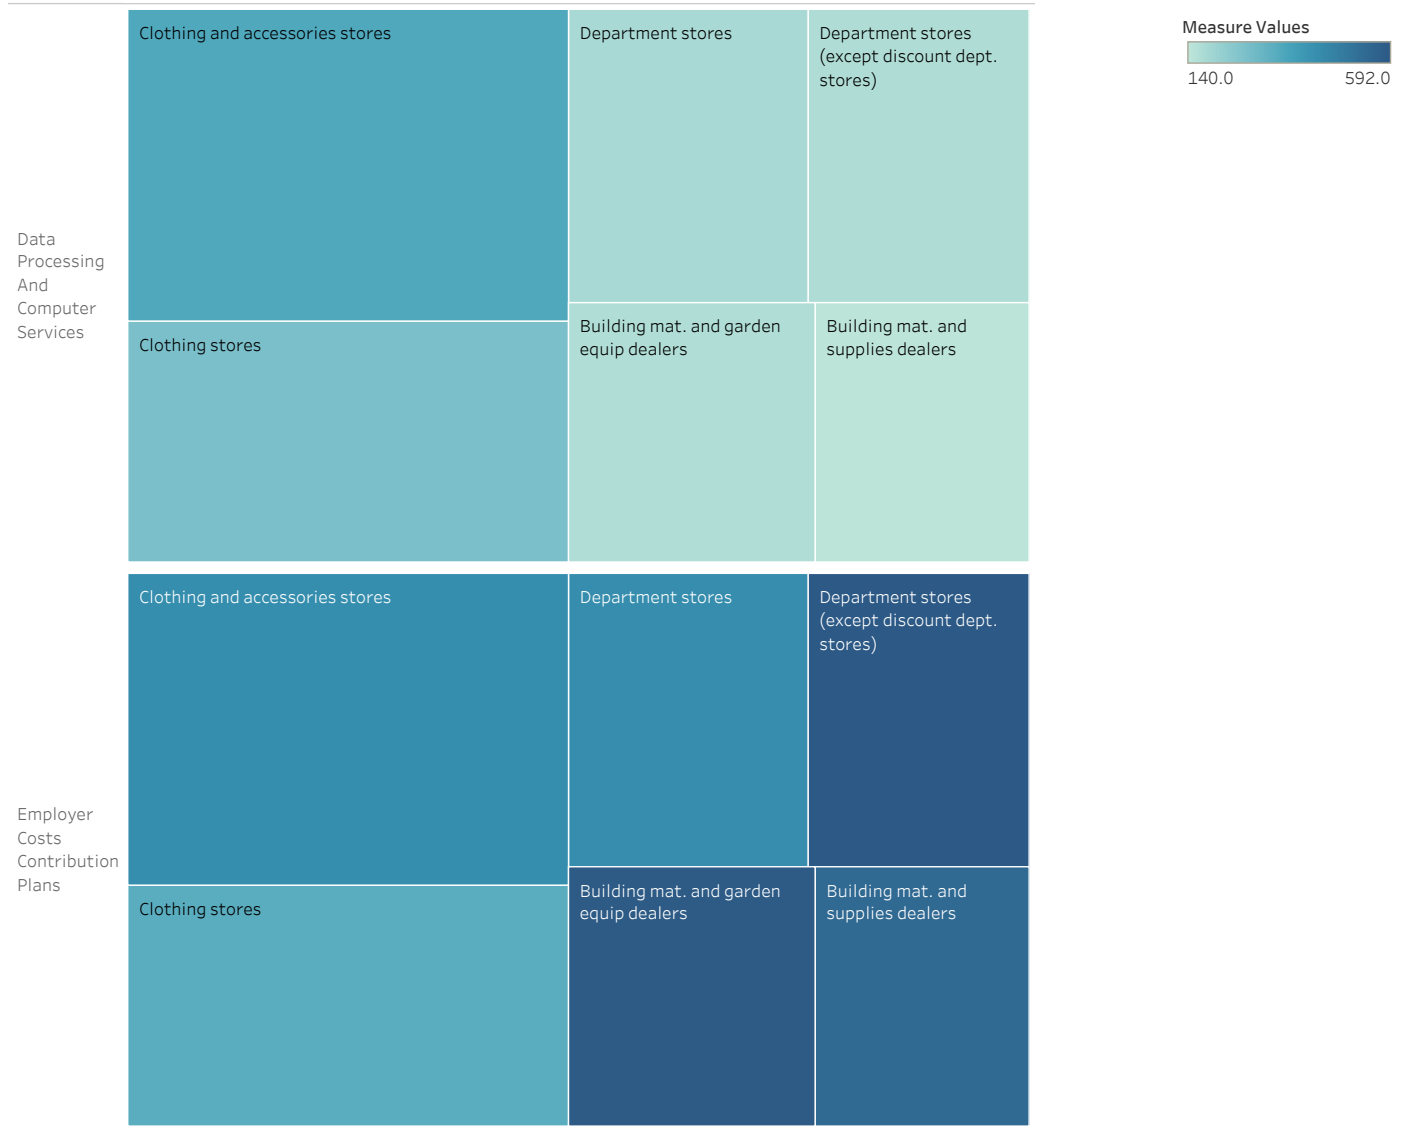 Clothing and accessories stores
Department stores
Department stores
(except discount dept.
stores)
Measure Values
140.0
592.0
Data
Processing
And
Computer
Services
Clothing stores
Building mat. and garden
equip dealers
Building mat. and
supplies dealers
Clothing and accessories stores
Department stores
Department stores
(except discount dept.
stores)
Employer
Costs
Contribution
Plans
Clothing stores
Building mat. and garden
equip dealers
Building mat. and
supplies dealers